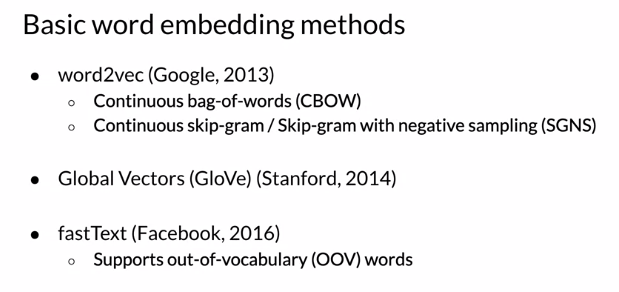 Basic word embedding methods
● word2vec (Google, 2013)
○ Continuous bag-of-words (CBOW)
○ Continuous skip-gram / Skip-gram with negative sampling (SGNS)
● Global Vectors (GloVe) (Stanford, 2014)
● fastText (Facebook, 2016)
○ Supports out-of-vocabulary (OOV) words